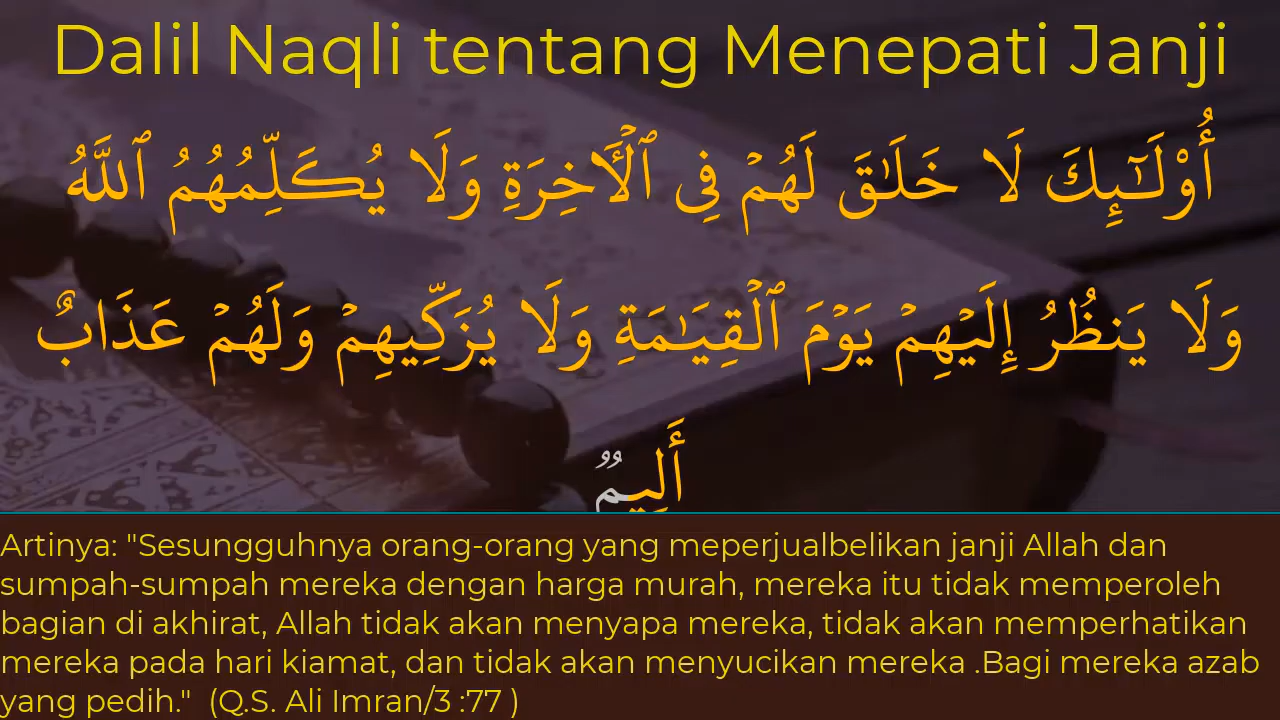 Dalil Naqli tentang Menepati Janji
أُو۟لَـٰٓئِكَ لَا خَلَـٰقَ لَهُمْ فِى ٱلْـَٔاخِرَةِ وَلَا يُكَلِّمُهُمُ ٱللَّهُ
وَلَا يَنظُرُ إِلَيْهِمْ يَوْمَ ٱلْقِيَـٰمَةِ وَلَا يُزَكِّيهِمْ وَلَهُمْ عَذَابٌ
أَلِيمٌ
Artinya: "Sesungguhnya orang-orang yang meperjualbelikan janji Allah dan
sumpah-sumpah mereka dengan harga murah, mereka itu tidak memperoleh
bagian di akhirat, Allah tidak akan menyapa mereka, tidak akan memperhatikan
mereka pada hari kiamat, dan tidak akan menyucikan mereka .Bagi mereka azab
yang pedih." (Q.S. Ali Imran/3 :77 )